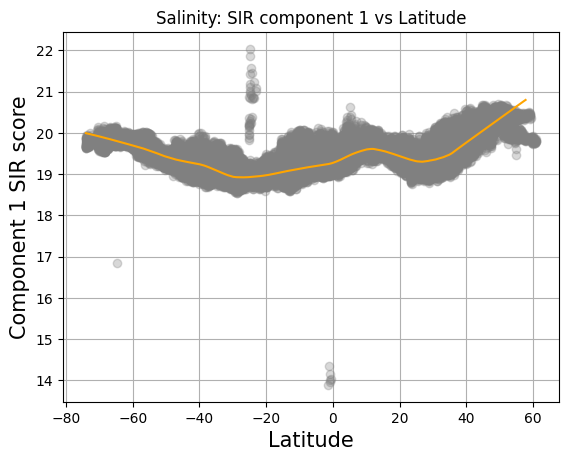 Salinity: SIR component 1 vs Latitude
Component 1 SIR score
22
21
20
19
18
17
16
15
14
−80 −60 −40 −20 0 20 40 60
Latitude